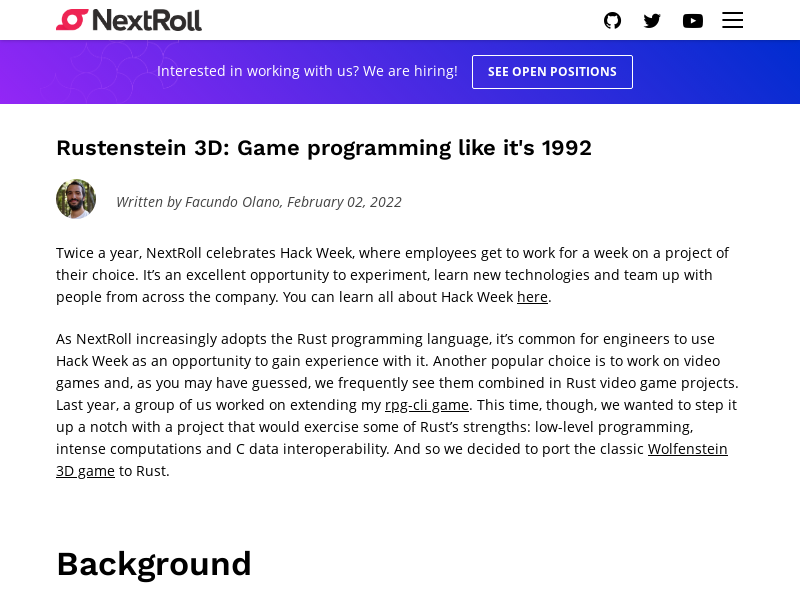 NextRoll
Interested in working with us? We are hiring!
SEE OPEN POSITIONS
Rustenstein 3D: Game programming like it's 1992
Written by Facundo Olano, February 02, 2022
Twice a year, NextRoll celebrates Hack Week, where employees get to work for a week on a project of
their choice. It’s an excellent opportunity to experiment, learn new technologies and team up with
people from across the company. You can learn all about Hack Week here.
As NextRoll increasingly adopts the Rust programming language, it’s common for engineers to use
Hack Week as an opportunity to gain experience with it. Another popular choice is to work on video
games and, as you may have guessed, we frequently see them combined in Rust video game projects.
Last year, a group of us worked on extending my rpg-cli game. This time, though, we wanted to step it
up a notch with a project that would exercise some of Rust’s strengths: low-level programming,
intense computations and C data interoperability. And so we decided to port the classic Wolfenstein
3D game to Rust.
Background